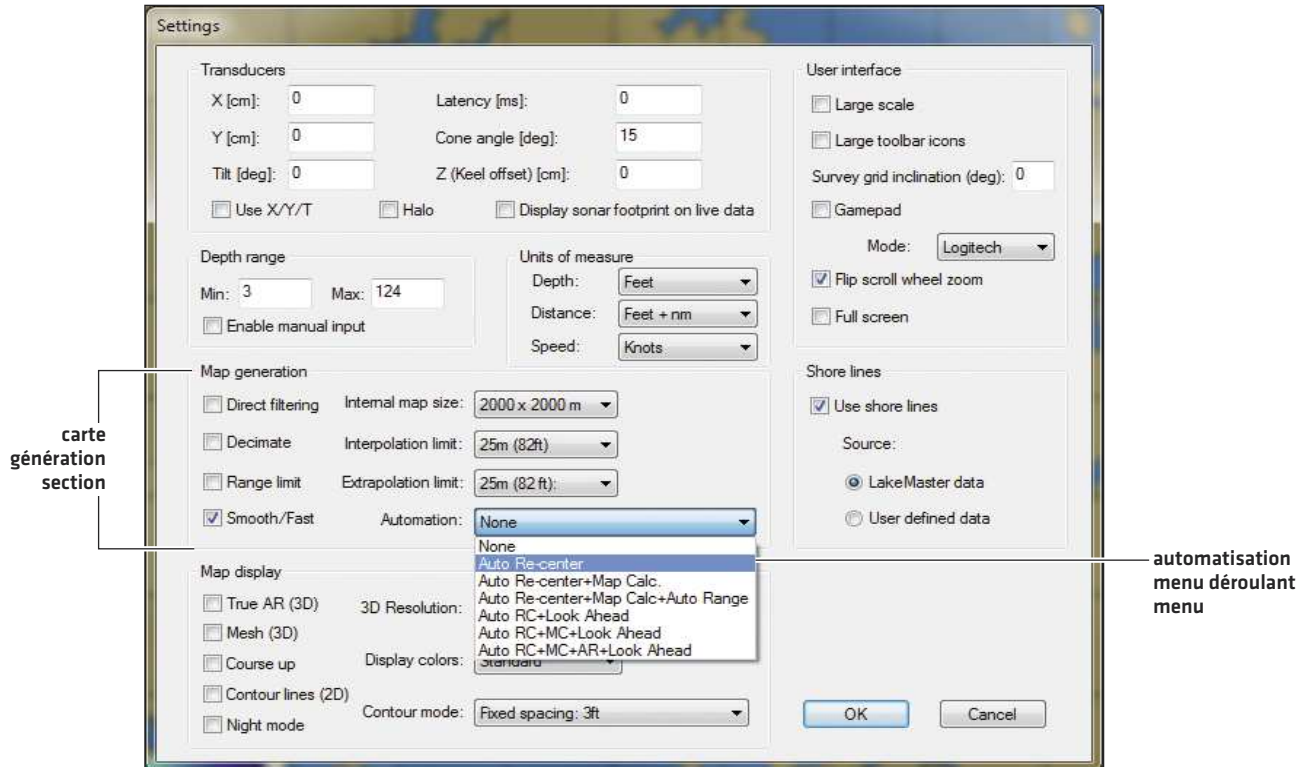 Settings
Transducers
X [cm]: 0
Latency [ms]: 0
Y [cm]: 0
Cone angle [deg]: 15
Tilt [deg]: 0
Z (Keel offset) [cm]: 0
Use X/Y/T
Halo
Display sonar footprint on live data
Depth range
Min: 3
Max: 124
Enable manual input
Units of measure
Depth: Feet
Distance: Feet + nm
Speed: Knots
User interface
Large scale
Large toolbar icons
Survey grid inclination (deg): 0
Gamepad
Mode: Logitech
Flip scroll wheel zoom
Full screen
carte
génération
section
Map generation
Direct filtering
Internal map size: 2000 x 2000 m
Decimate
Interpolation limit: 25m (82ft)
Range limit
Extrapolation limit: 25m (82 ft):
Smooth/Fast
Automation: None
None
Auto Re-center
Auto Re-center+Map Calc.
Auto Re-center+Map Calc+Auto Range
Auto RC+Look Ahead
Auto RC+MC+Look Ahead
Auto RC+MC+AR+Look Ahead
Shore lines
Use shore lines
Source:
LakeMaster data
User defined data
automatisation
menu déroulant
menu
Map display
True AR (3D)
3D Resolution:
Mesh (3D)
Course up
Display colors: Standard
Contour lines (2D)
Night mode
Contour mode: Fixed spacing: 3ft
OK
Cancel